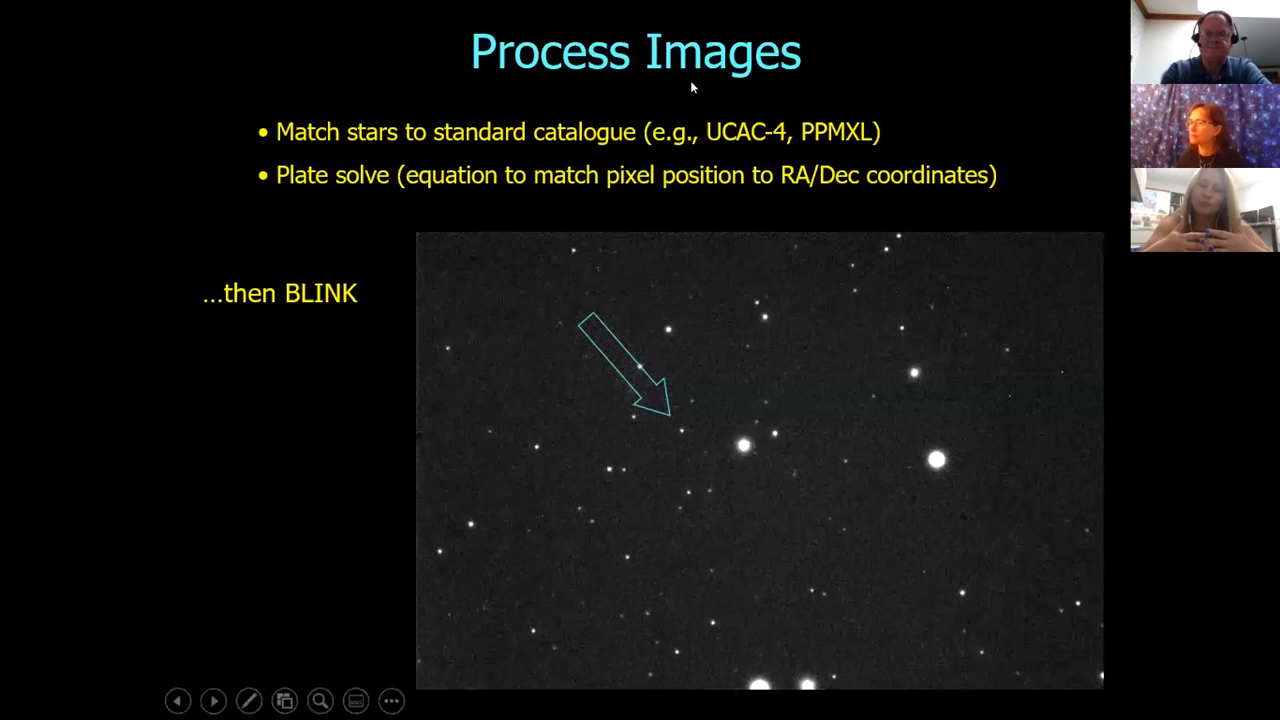 Process Images
• Match stars to standard catalogue (e.g., UCAC-4, PPMXL)
• Plate solve (equation to match pixel position to RA/Dec coordinates)
...then BLINK